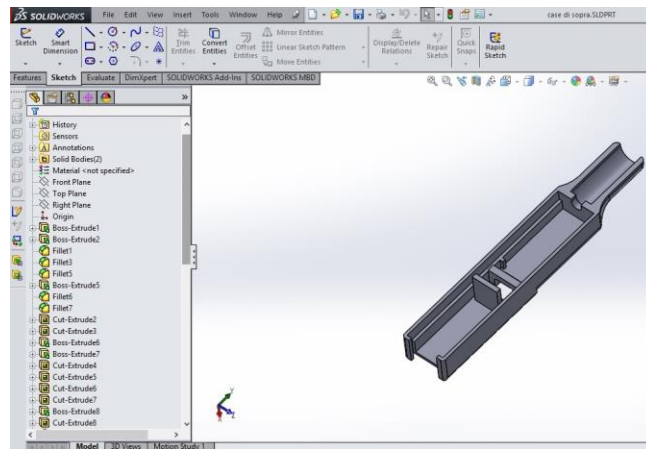 SOLIDWORKS File Edit View Insert Tools Window Help case di sopra.SLDPRT
Sketch Smart Dimension Trim Entities Convert Entities Offset Entities Mirror Entities Linear Sketch Pattern Move Entities Display/Delete Relations Repair Sketch Quick Snaps Rapid Sketch
Features Sketch Evaluate DimXpert SOLIDWORKS Add-Ins SOLIDWORKS MBD
History
Sensors
Annotations
Solid Bodies(2)
Material <not specified>
Front Plane
Top Plane
Right Plane
Origin
Boss-Extrude1
Boss-Extrude2
Fillet1
Fillet3
Fillet5
Boss-Extrude5
Fillet6
Fillet7
Cut-Extrude2
Cut-Extrude3
Boss-Extrude6
Boss-Extrude7
Cut-Extrude4
Cut-Extrude5
Cut-Extrude6
Cut-Extrude7
Boss-Extrude8
Cut-Extrude8
Model 3D Views Motion Study 1